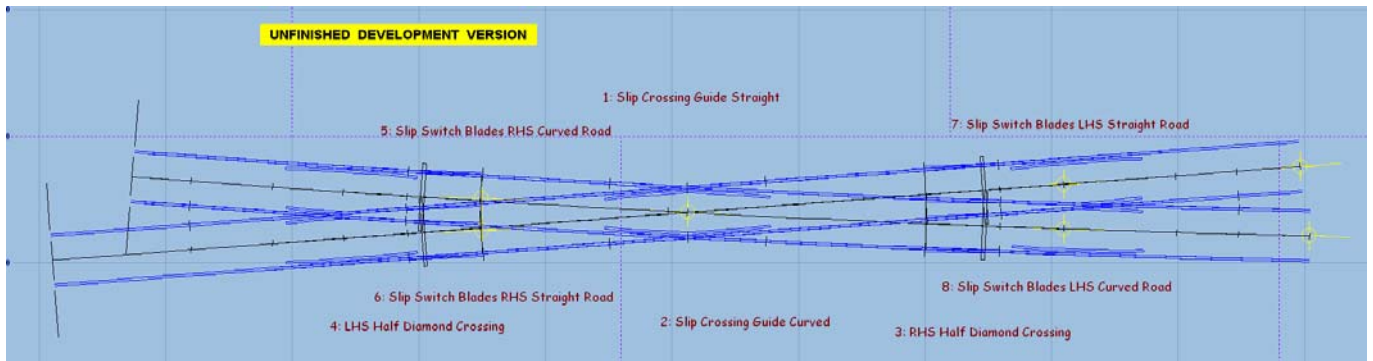 UNFINISHED DEVELOPMENT VERSION
1: Slip Crossing Guide Straight
5: Slip Switch Blades RHS Curved Road
7: Slip Switch Blades LHS Straight Road
6: Slip Switch Blades RHS Straight Road
8: Slip Switch Blades LHS Curved Road
4: LHS Half Diamond Crossing
2: Slip Crossing Guide Curved
3: RHS Half Diamond Crossing